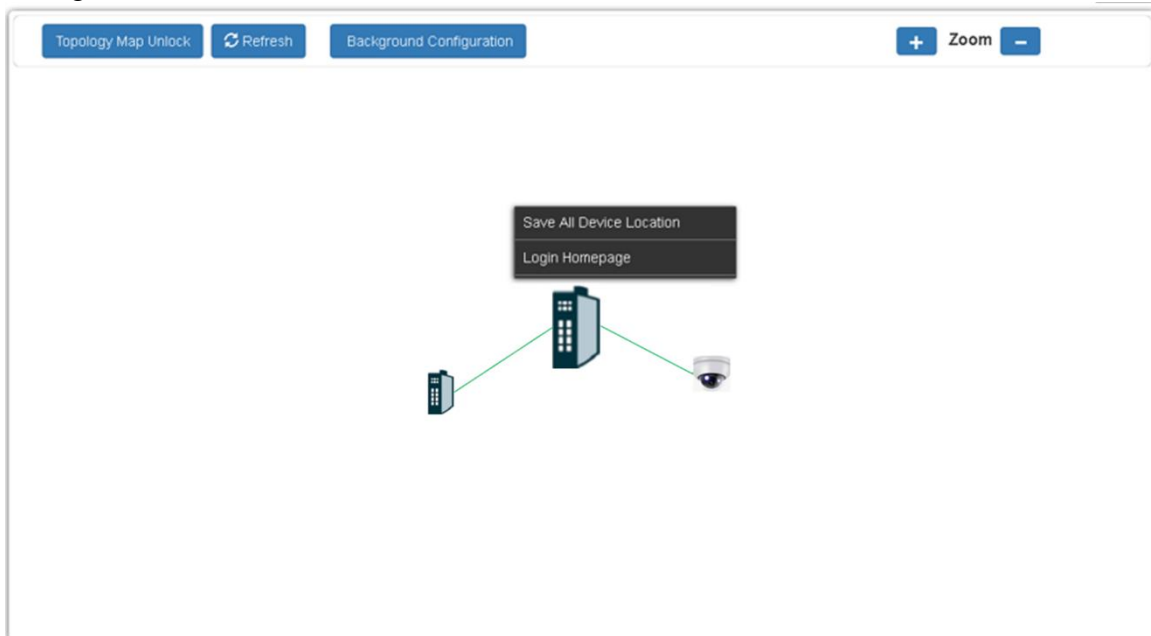 Topology Map Unlock
Refresh
Background Configuration
+ Zoom −
Save All Device Location
Login Homepage